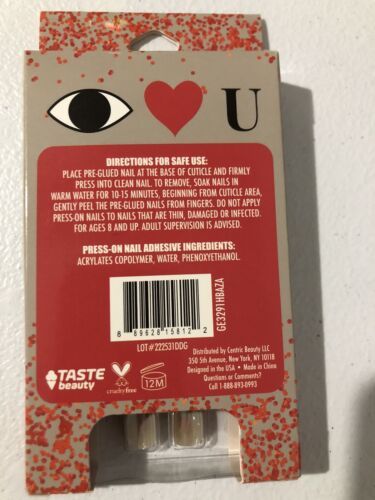 U
DIRECTIONS FOR SAFE USE:
PLACE PRE-GLUED NAIL AT THE BASE OF CUTICLE AND FIRMLY
PRESS INTO CLEAN NAIL. TO REMOVE, SOAK NAILS IN
WARM WATER FOR 10-15 MINUTES, BEGINNING FROM CUTICLE AREA,
GENTLY PEEL THE PRE-GLUED NAILS FROM FINGERS. DO NOT APPLY
PRESS-ON NAILS TO NAILS THAT ARE THIN, DAMAGED OR INFECTED.
FOR AGES 8 AND UP. ADULT SUPERVISION IS ADVISED.
PRESS-ON NAIL ADHESIVE INGREDIENTS:
ACRYLATES COPOLYMER, WATER, PHENOXYETHANOL.
8 89628 15812 2
GE3291HBAZA
LOT#222531DDG
TASTE
beauty
cruelty free
12M
Distributed by Centric Beauty LLC
350 5th Avenue, New York, NY 10118
Designed in the USA • Made in China
Questions or Comments?
Call 1-888-893-0993